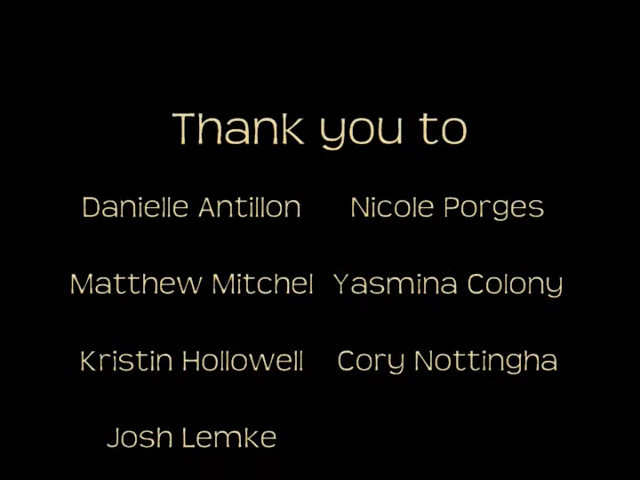 Thank you to
Danielle Antillon Nicole Porges
Matthew Mitchel Yasmina Colony
Kristin Hollowell Cory Nottingha
Josh Lemke